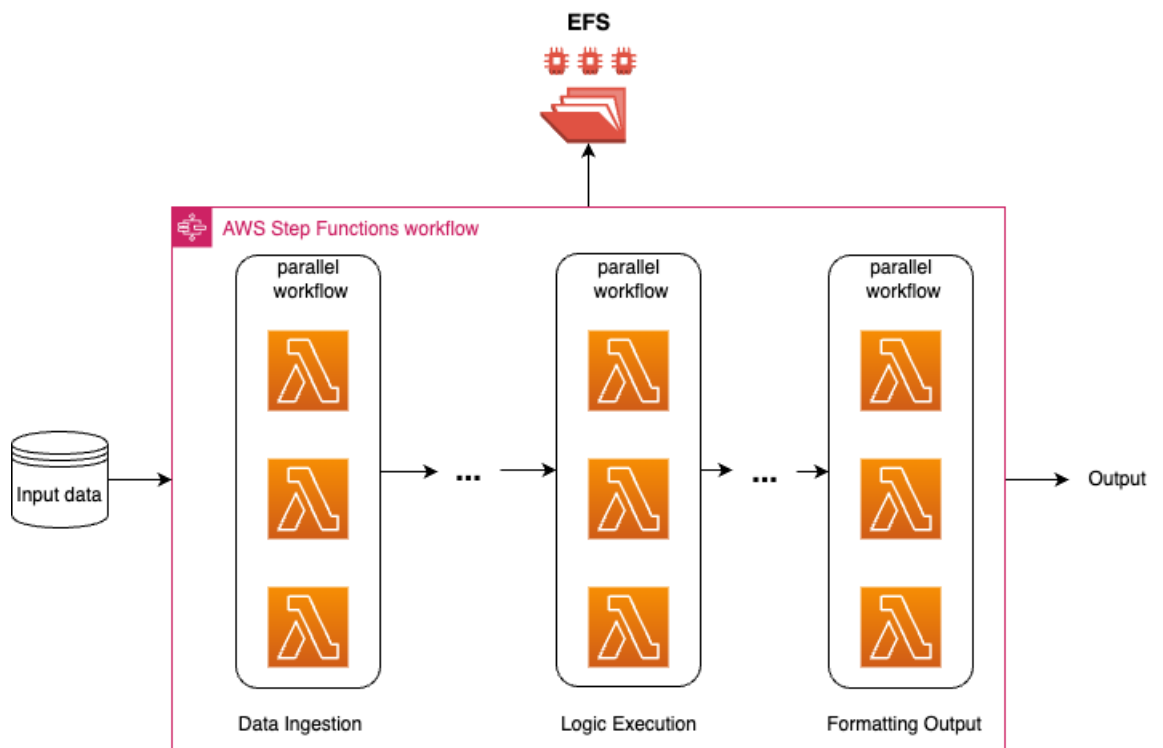 EFS
AWS Step Functions workflow
parallel
workflow
parallel
workflow
parallel
workflow
Input data
...
...
Output
Data Ingestion
Logic Execution
Formatting Output